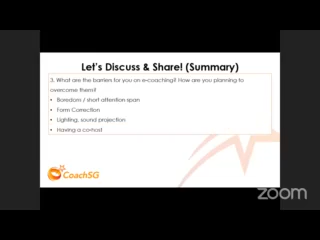 Let's Discuss & Share! (Summary)
3. What are the barriers for you on e-coaching? How are you planning to
overcome them?
• Boredom / short attention span
• Form Correction
• Lighting, sound projection
• Having a co-host
CoachSG
zoom